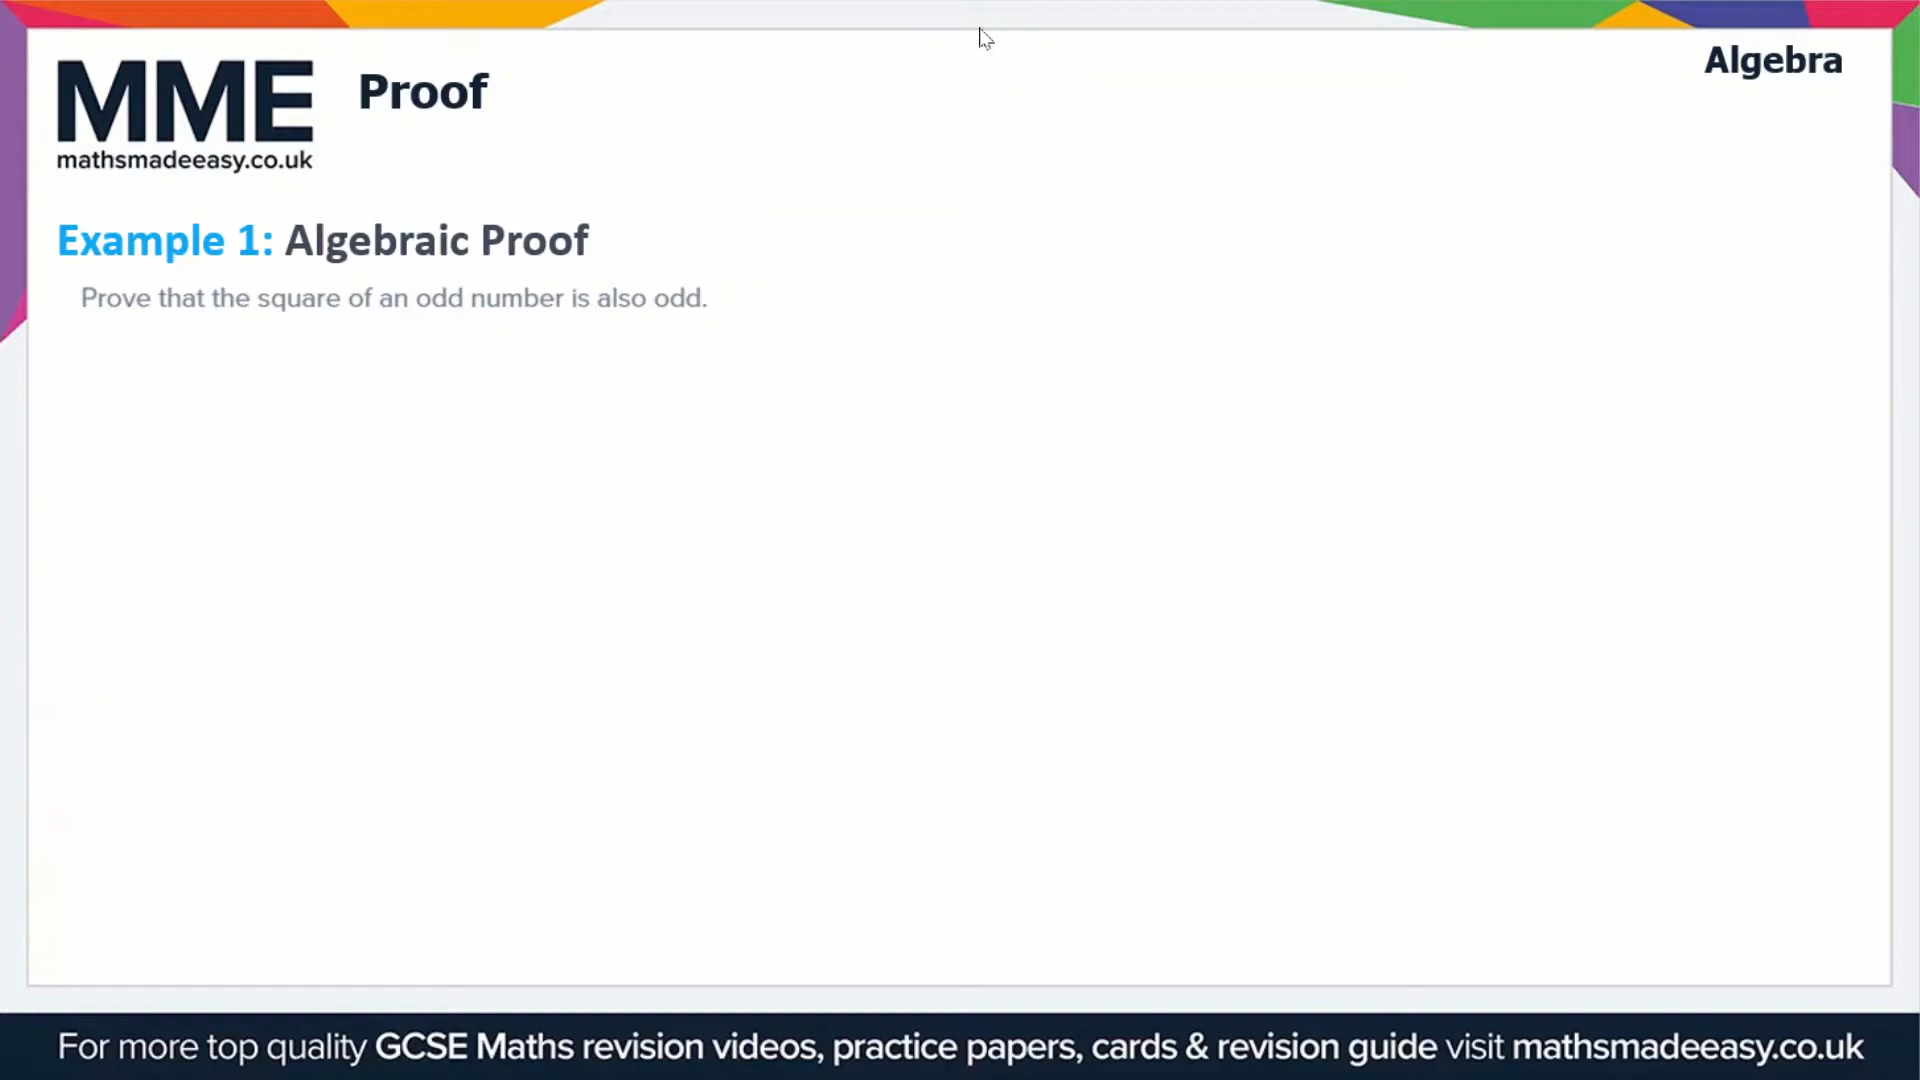 MME
mathsmadeeasy.co.uk
Proof
Algebra
Example 1: Algebraic Proof
Prove that the square of an odd number is also odd.
For more top quality GCSE Maths revision videos, practice papers, cards & revision guide visit mathsmadeeasy.co.uk